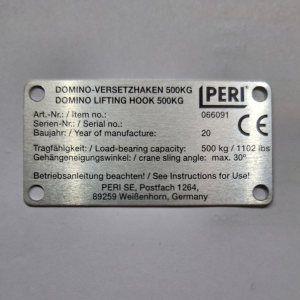 DOMINO-VERSETZHAKEN 500KG
DOMINO LIFTING HOOK 500KG
PERI
Art.-Nr.: / Item no.: 066091
Serien-Nr.: / Serial no.:
Baujahr: / Year of manufacture: 20
CE
Tragfähigkeit: / Load-bearing capacity: 500 kg / 1102 lbs
Gehängeneigungswinkel: / crane sling angle: max. 30°
Betriebsanleitung beachten! / See Instructions for Use!
PERI SE, Postfach 1264,
89259 Weißenhorn, Germany